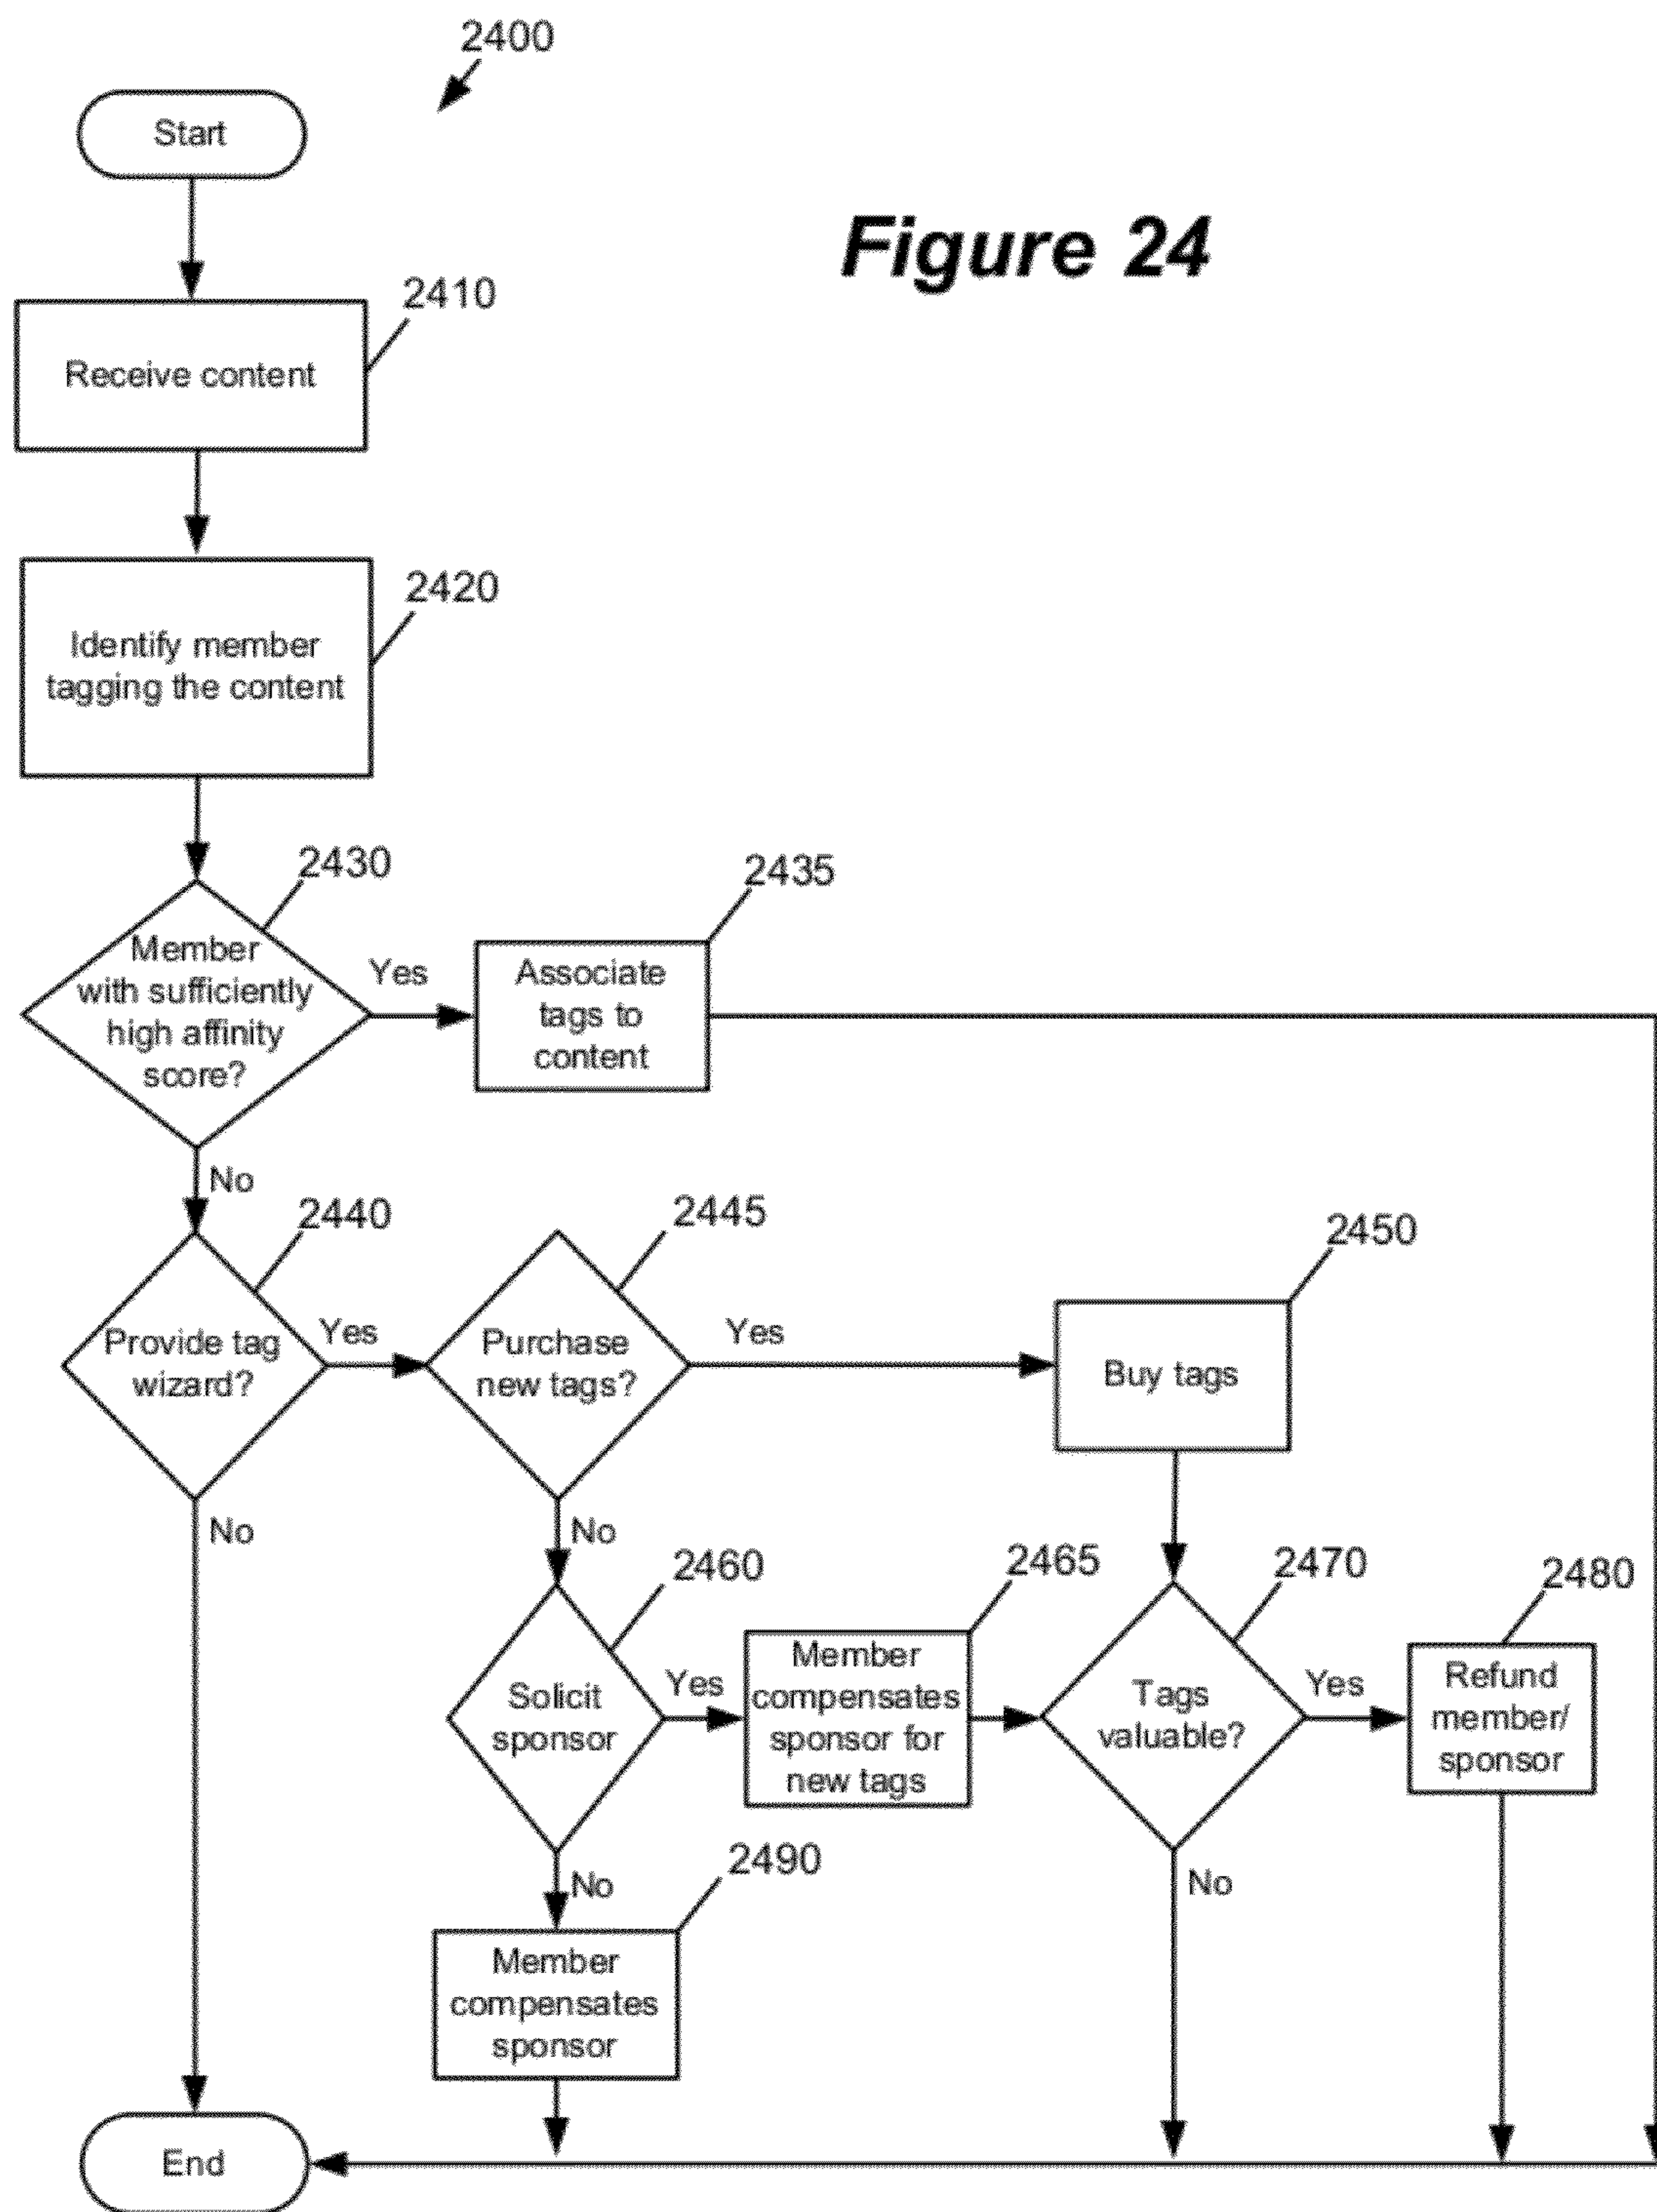 2400
Start
Figure 24
2410
Receive content
2420
Identify member
tagging the content
2430
Member
with sufficiently
high affinity
score?
Yes
2435
Associate
tags to
content
No
2440
Provide tag
wizard?
Yes
2445
Purchase
new tags?
Yes
2450
Buy tags
No
No
2460
Solicit
sponsor
Yes
2465
Member
compensates
sponsor for
new tags
2470
Tags
valuable?
Yes
2480
Refund
member/
sponsor
No
2490
Member
compensates
sponsor
No
End